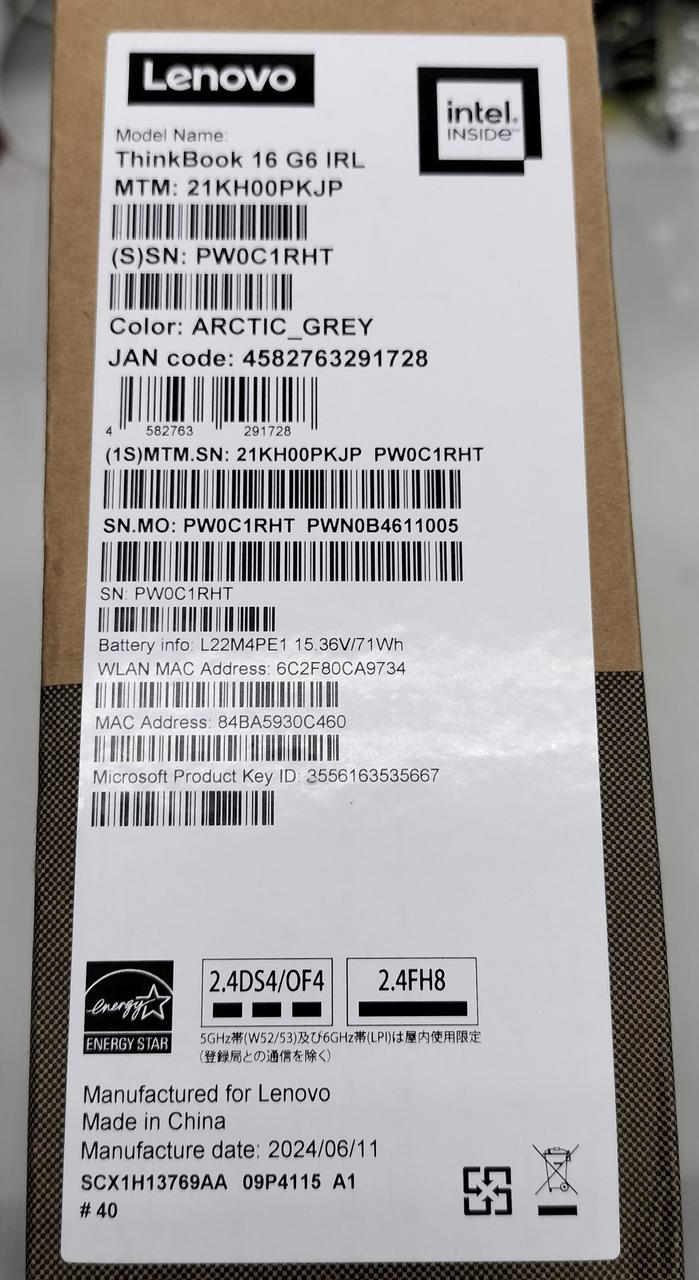 Lenovo
intel.
INSIDE™
Model Name:
ThinkBook 16 G6 IRL
MTM: 21KH00PKJP
(S)SN: PW0C1RHT
Color: ARCTIC_GREY
JAN code: 4582763291728
4 582763 291728
(1S)MTM.SN: 21KH00PKJP PW0C1RHT
SN.MO: PW0C1RHT PWN0B4611005
SN: PW0C1RHT
Battery info: L22M4PE1 15.36V/71Wh
WLAN MAC Address: 6C2F80CA9734
MAC Address: 84BA5930C460
Microsoft Product Key ID: 3556163535667
energy
ENERGY STAR
2.4DS4/OF4
2.4FH8
5GHz帯(W52/53)及び6GHz帯(LPI)は屋内使用限定
(登録局との通信を除く)
Manufactured for Lenovo
Made in China
Manufacture date: 2024/06/11
SCX1H13769AA 09P4115 A1
# 40